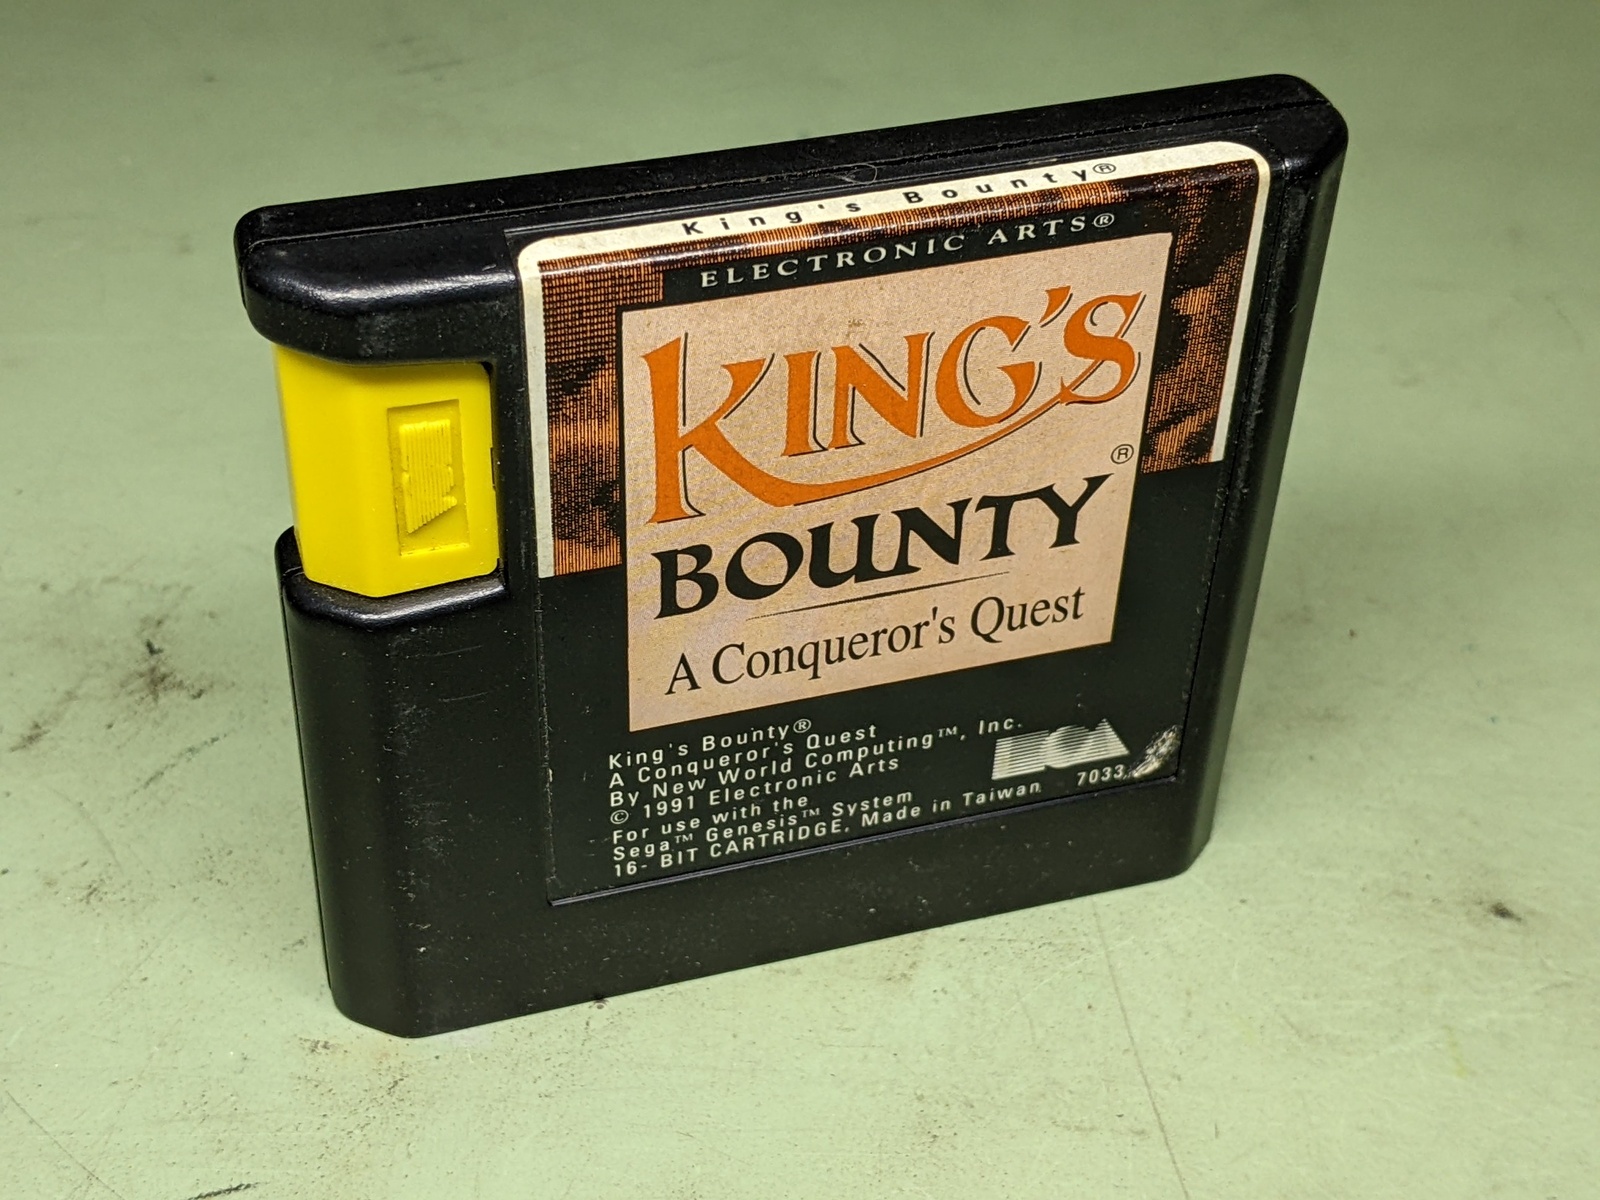 King's Bounty®
ELECTRONIC ARTS®
KING'S
BOUNTY®
A Conqueror's Quest
King's Bounty®
A Conqueror's Quest
By New World Computing™, Inc.
© 1991 Electronic Arts
For use with the
Sega™ Genesis™ System
16- BIT CARTRIDGE. Made in Taiwan
EA
7033